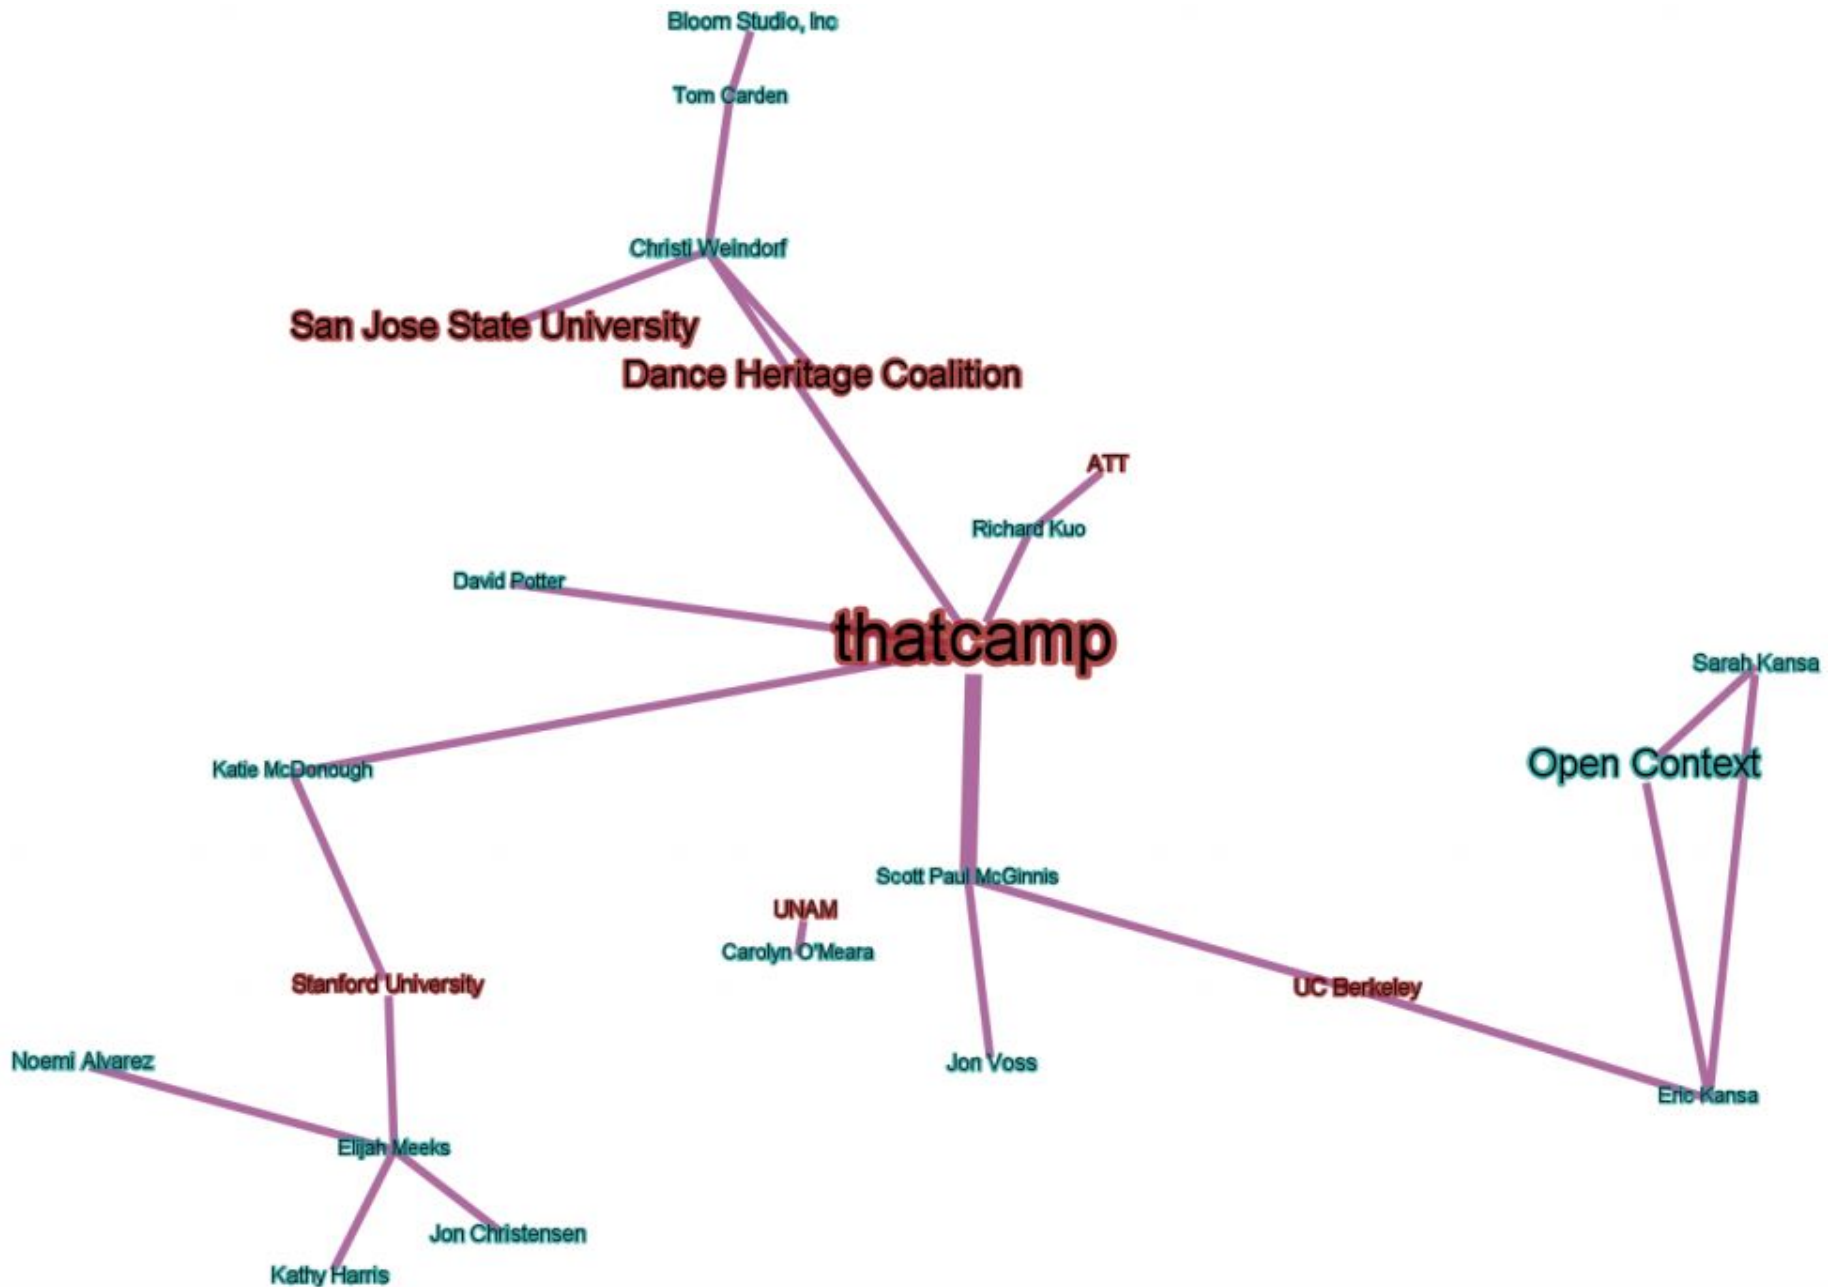 Bloom Studio, Inc
Tom Carden
Christi Weindorf
San Jose State University
Dance Heritage Coalition
ATT
Richard Kuo
David Potter
thatcamp
Sarah Kansa
Open Context
Katie McDonough
Scott Paul McGinnis
UNAM
Carolyn O'Meara
Stanford University
UC Berkeley
Noemi Alvarez
Jon Voss
Eric Kansa
Elijah Meeks
Jon Christensen
Kathy Harris